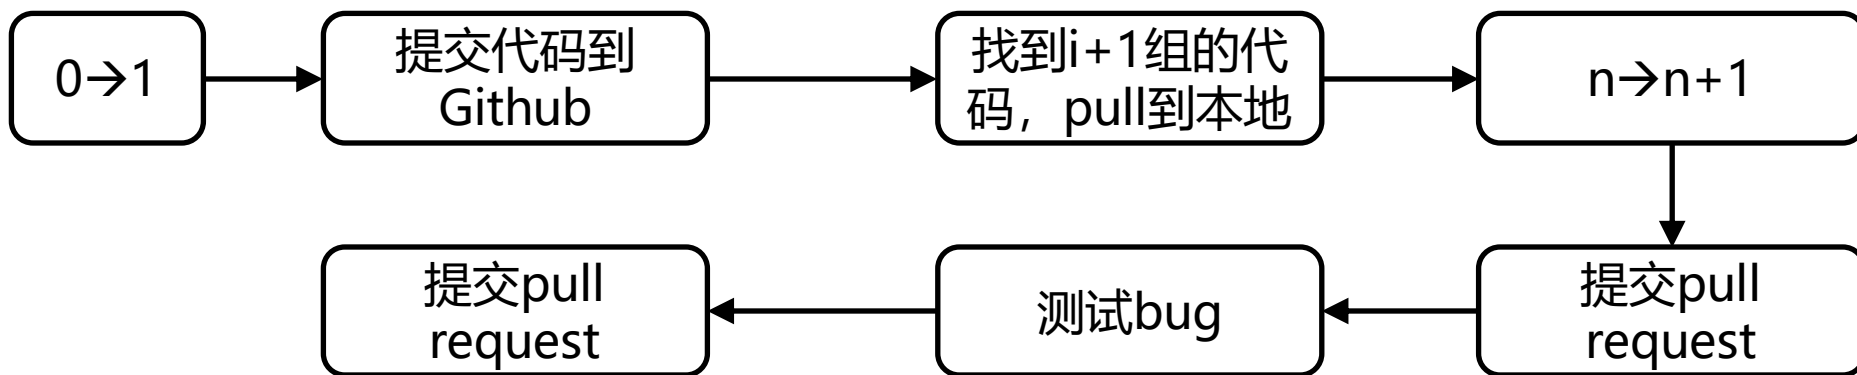 0→1
提交代码到
Github
找到i+1组的代
码，pull到本地
n→n+1
提交pull
request
测试bug
提交pull
request